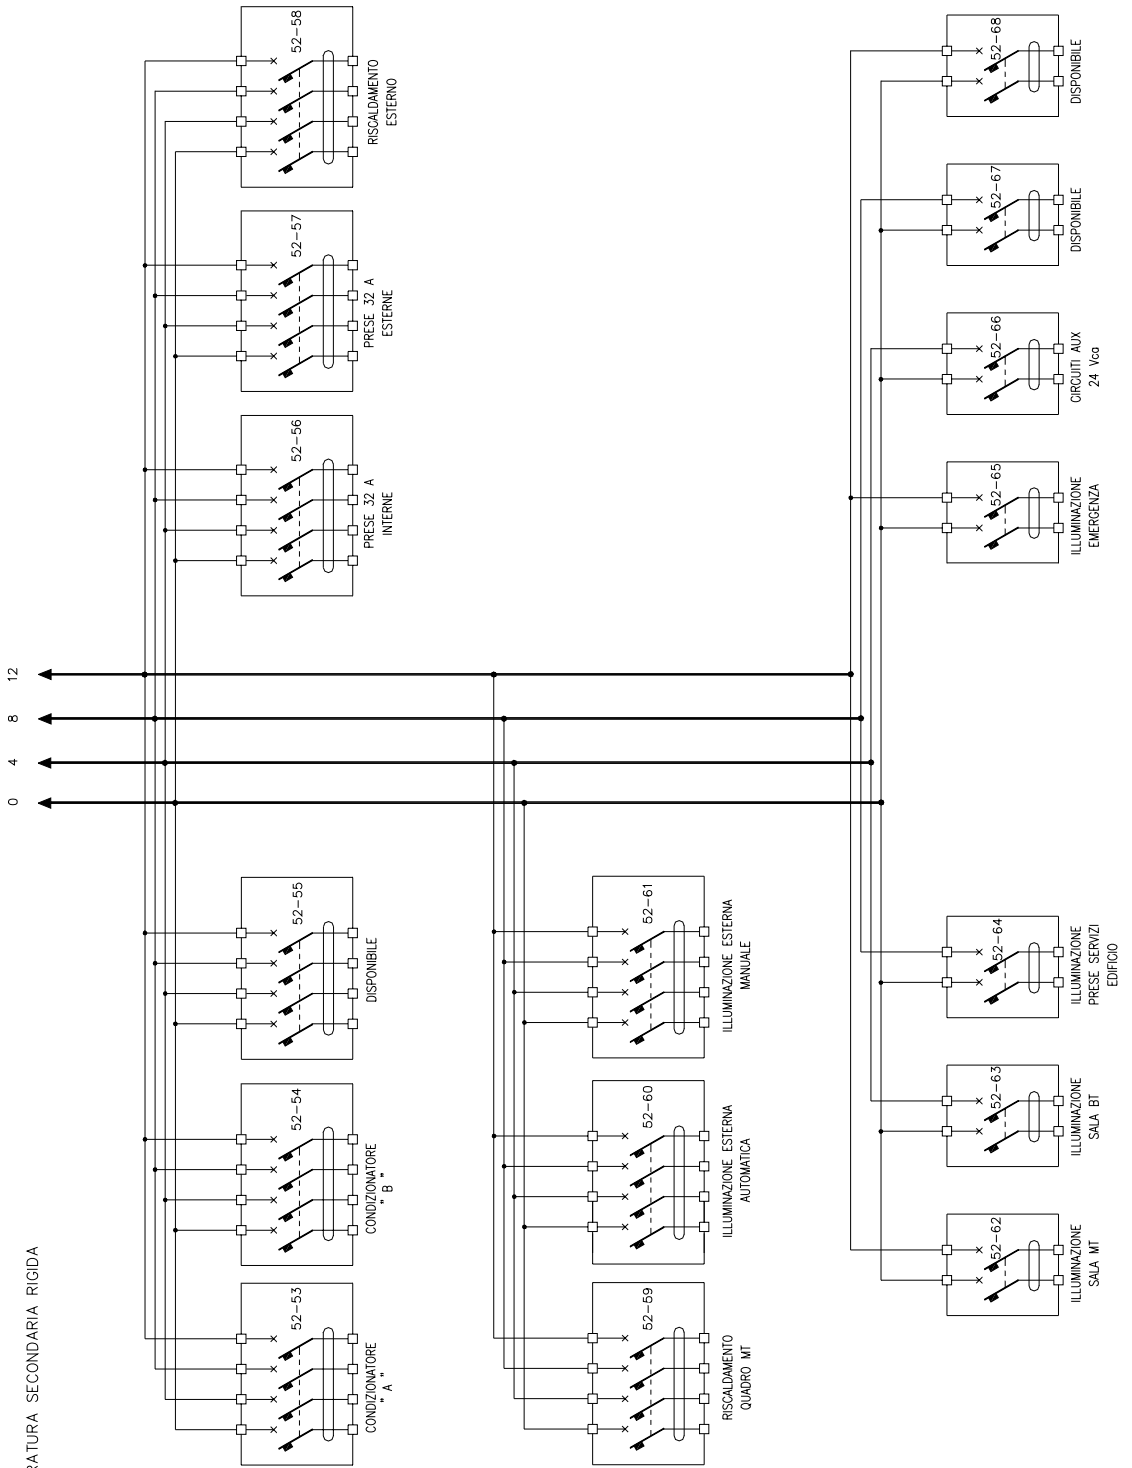 RATURA SECONDARIA RIGIDA
0
4
8
12
52-53
CONDIZIONATORE
" A "
52-54
CONDIZIONATORE
" B "
52-55
DISPONIBILE
52-56
PRESE 32 A
INTERNE
52-57
PRESE 32 A
ESTERNE
52-58
RISCALDAMENTO
ESTERNO
52-59
RISCALDAMENTO
QUADRO MT
52-60
ILLUMINAZIONE ESTERNA
AUTOMATICA
52-61
ILLUMINAZIONE ESTERNA
MANUALE
52-62
ILLUMINAZIONE
SALA MT
52-63
ILLUMINAZIONE
SALA BT
52-64
ILLUMINAZIONE
PRESE SERVIZI
EDIFICIO
52-65
ILLUMINAZIONE
EMERGENZA
52-66
CIRCUITI AUX
24 Vca
52-67
DISPONIBILE
52-68
DISPONIBILE